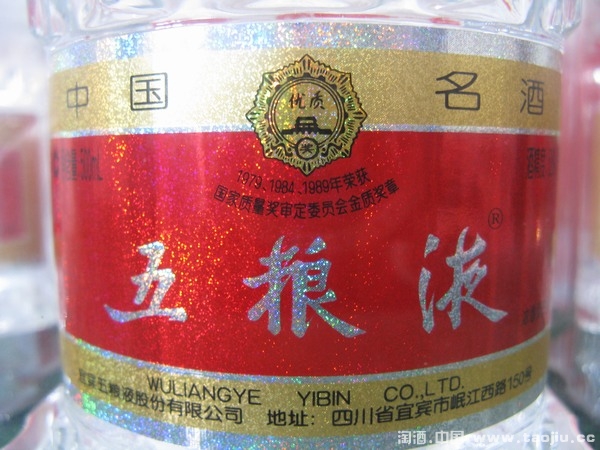 中国 名酒
优质
奖
1979、1984、1989年荣获
国家质量奖审定委员会金质奖章
五粮液®
WULIANGYE YIBIN CO.,LTD.
宜宾五粮液股份有限公司 地址:四川省宜宾市岷江西路150号
淘酒.中国 www.taojiu.cc